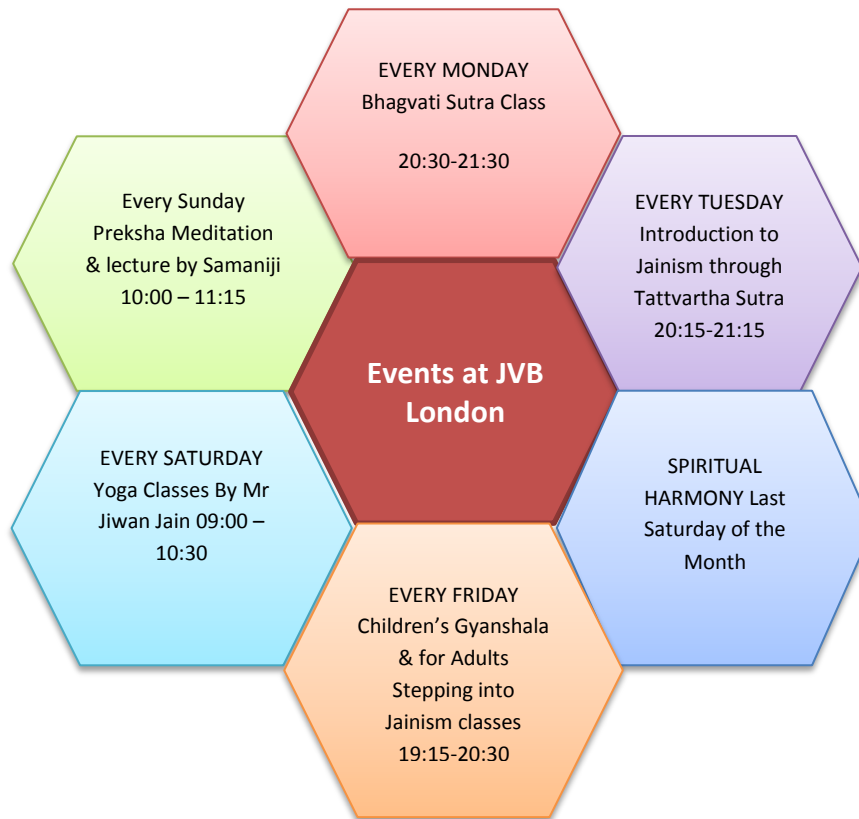 EVERY MONDAY
Bhagvati Sutra Class
20:30-21:30
EVERY TUESDAY
Introduction to
Jainism through
Tattvartha Sutra
20:15-21:15
SPIRITUAL
HARMONY Last
Saturday of the
Month
EVERY FRIDAY
Children’s Gyanshala
& for Adults
Stepping into
Jainism classes
19:15-20:30
EVERY SATURDAY
Yoga Classes By Mr
Jiwan Jain 09:00 –
10:30
Every Sunday
Preksha Meditation
& lecture by Samaniji
10:00 – 11:15
Events at JVB
London